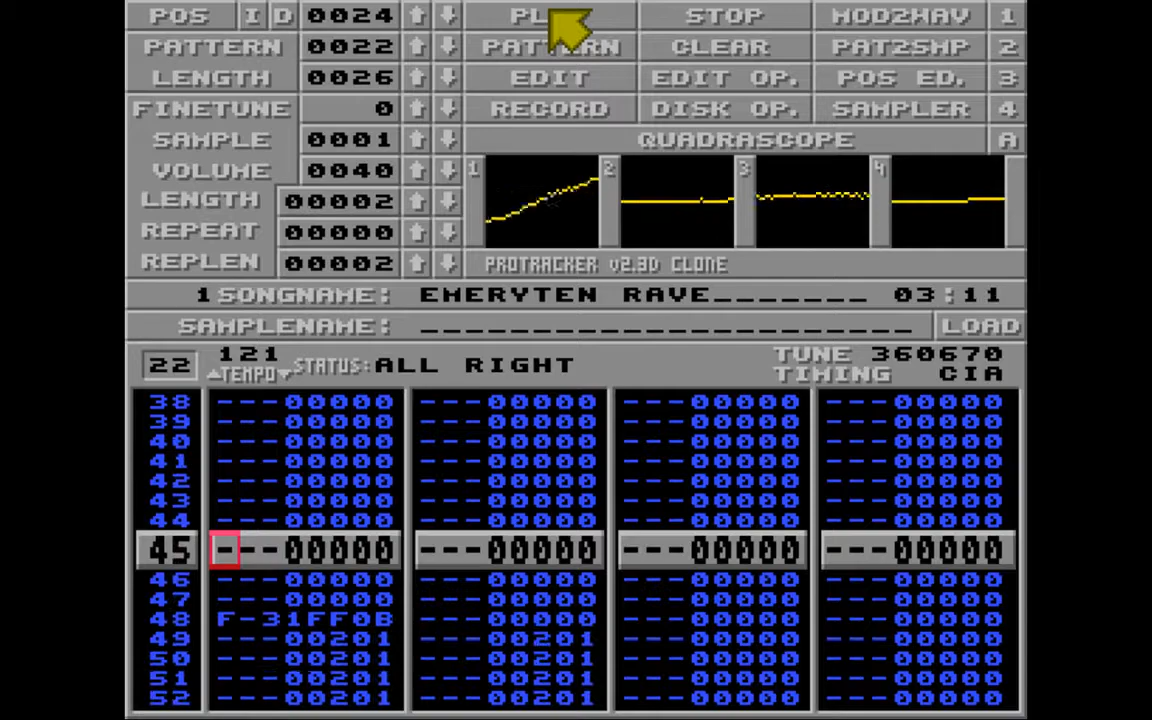 POS I D 0024 STOP MOD2WAV 1
PATTERN 0022 PATTERN CLEAR PAT2SMP 2
LENGTH 0026 EDIT EDIT OP. POS ED. 3
FINETUNE 0 RECORD DISK OP. SAMPLER 4
SAMPLE 0001 QUADRASCOPE A
VOLUME 0040 1 2 3 4
LENGTH 00002
REPEAT 00000
REPLEN 00002 PROTRACKER v2.3D CLONE
1 SONGNAME: EMERYTEN RAVE_______ 03:11
SAMPLENAME: ______________________ LOAD
22 121 TEMPO STATUS: ALL RIGHT TUNE 360670
TIMING CIA
38 ---00000 ---00000 ---00000 ---00000
39 ---00000 ---00000 ---00000 ---00000
40 ---00000 ---00000 ---00000 ---00000
41 ---00000 ---00000 ---00000 ---00000
42 ---00000 ---00000 ---00000 ---00000
43 ---00000 ---00000 ---00000 ---00000
44 ---00000 ---00000 ---00000 ---00000
45 ---00000 ---00000 ---00000 ---00000
46 ---00000 ---00000 ---00000 ---00000
47 ---00000 ---00000 ---00000 ---00000
48 F-31FF0B ---00000 ---00000 ---00000
49 ---00201 ---00201 ---00000 ---00000
50 ---00201 ---00201 ---00000 ---00000
51 ---00201 ---00201 ---00000 ---00000
52 ---00201 ---00201 ---00000 ---00000